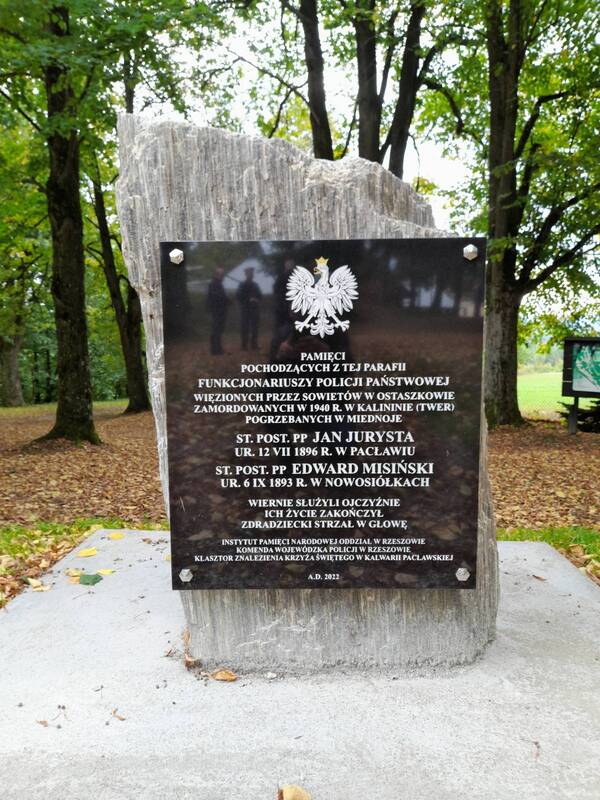 PAMIĘCI
POCHODZĄCYCH Z TEJ PARAFII
FUNKCJONARIUSZY POLICJI PAŃSTWOWEJ
WIĘZIONYCH PRZEZ SOWIETÓW W OSTASZKOWIE
ZAMORDOWANYCH W 1940 R. W KALININIE (TWER)
POGRZEBANYCH W MIEDNOJE
ST. POST. PP JAN JURYSTA
UR. 12 VII 1896 R. W PACŁAWIU
ST. POST. PP EDWARD MISIŃSKI
UR. 6 IX 1893 R. W NOWOSIÓŁKACH
WIERNIE SŁUŻYLI OJCZYŹNIE
ICH ŻYCIE ZAKOŃCZYŁ
ZDRADZIECKI STRZAŁ W GŁOWĘ
INSTYTUT PAMIĘCI NARODOWEJ ODDZIAŁ W RZESZOWIE
KOMENDA WOJEWÓDZKA POLICJI W RZESZOWIE
KLASZTOR ZNALEZIENIA KRZYŻA ŚWIĘTEGO W KALWARII PACŁAWSKIEJ
A.D. 2022